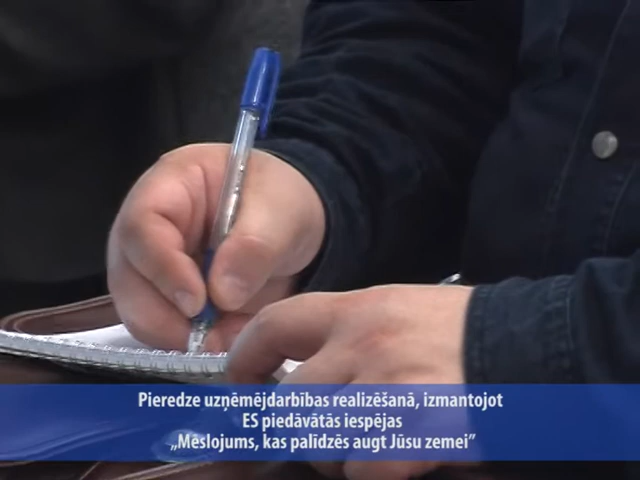 Pieredze uzņēmējdarbības realizēšanā, izmantojot
ES piedāvātās iespējas
„Mēslojums, kas palīdzēs augt Jūsu zemei”